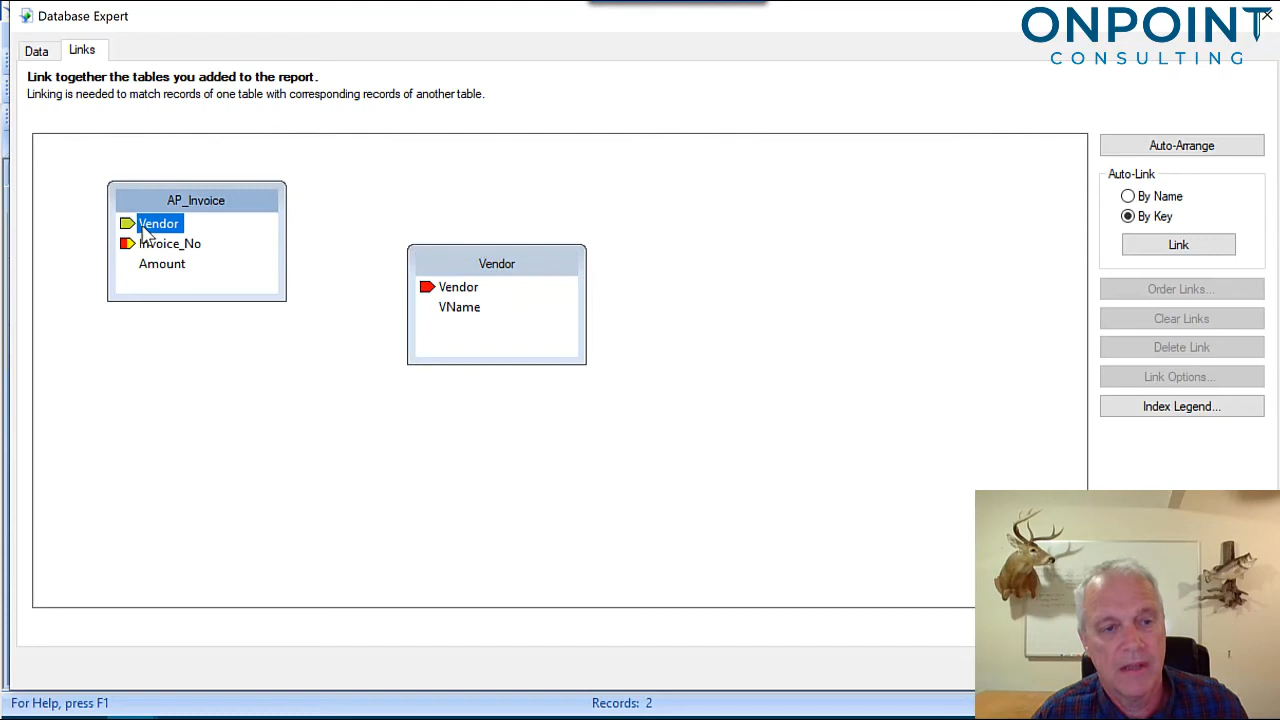 Database Expert
ONPOINT
CONSULTING
Data
Links
Link together the tables you added to the report.
Linking is needed to match records of one table with corresponding records of another table.
AP_Invoice
Vendor
Invoice_No
Amount
Vendor
Vendor
VName
Auto-Arrange
Auto-Link
By Name
By Key
Link
Order Links...
Clear Links
Delete Link
Link Options...
Index Legend...
For Help, press F1
Records: 2